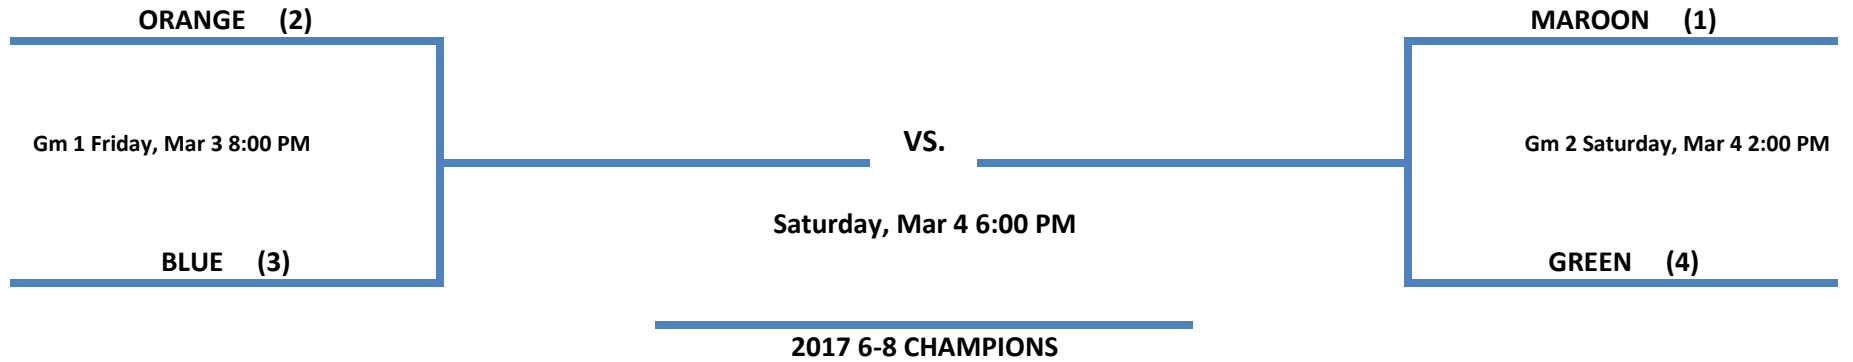 ORANGE (2)
MAROON (1)
Gm 1 Friday, Mar 3 8:00 PM
VS.
Gm 2 Saturday, Mar 4 2:00 PM
Saturday, Mar 4 6:00 PM
BLUE (3)
GREEN (4)
2017 6-8 CHAMPIONS